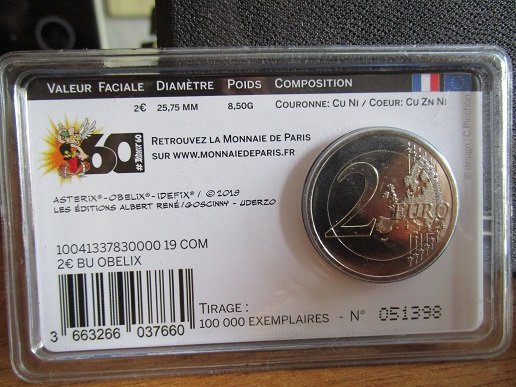 VALEUR FACIALE DIAMÈTRE POIDS COMPOSITION
2€ 25,75 MM 8,50G COURONNE: CU NI / COEUR: CU ZN NI
60
RETROUVEZ LA MONNAIE DE PARIS
SUR WWW.MONNAIEDEPARIS.FR
ASTERIX®-OBELIX®-IDEFIX® / © 2019
LES ÉDITIONS ALBERT RENÉ / GOSCINNY - UDERZO
10041337830000 19 COM
2€ BU OBELIX
2 EURO
3 663266 037660
TIRAGE :
100 000 EXEMPLAIRES - N° 051398